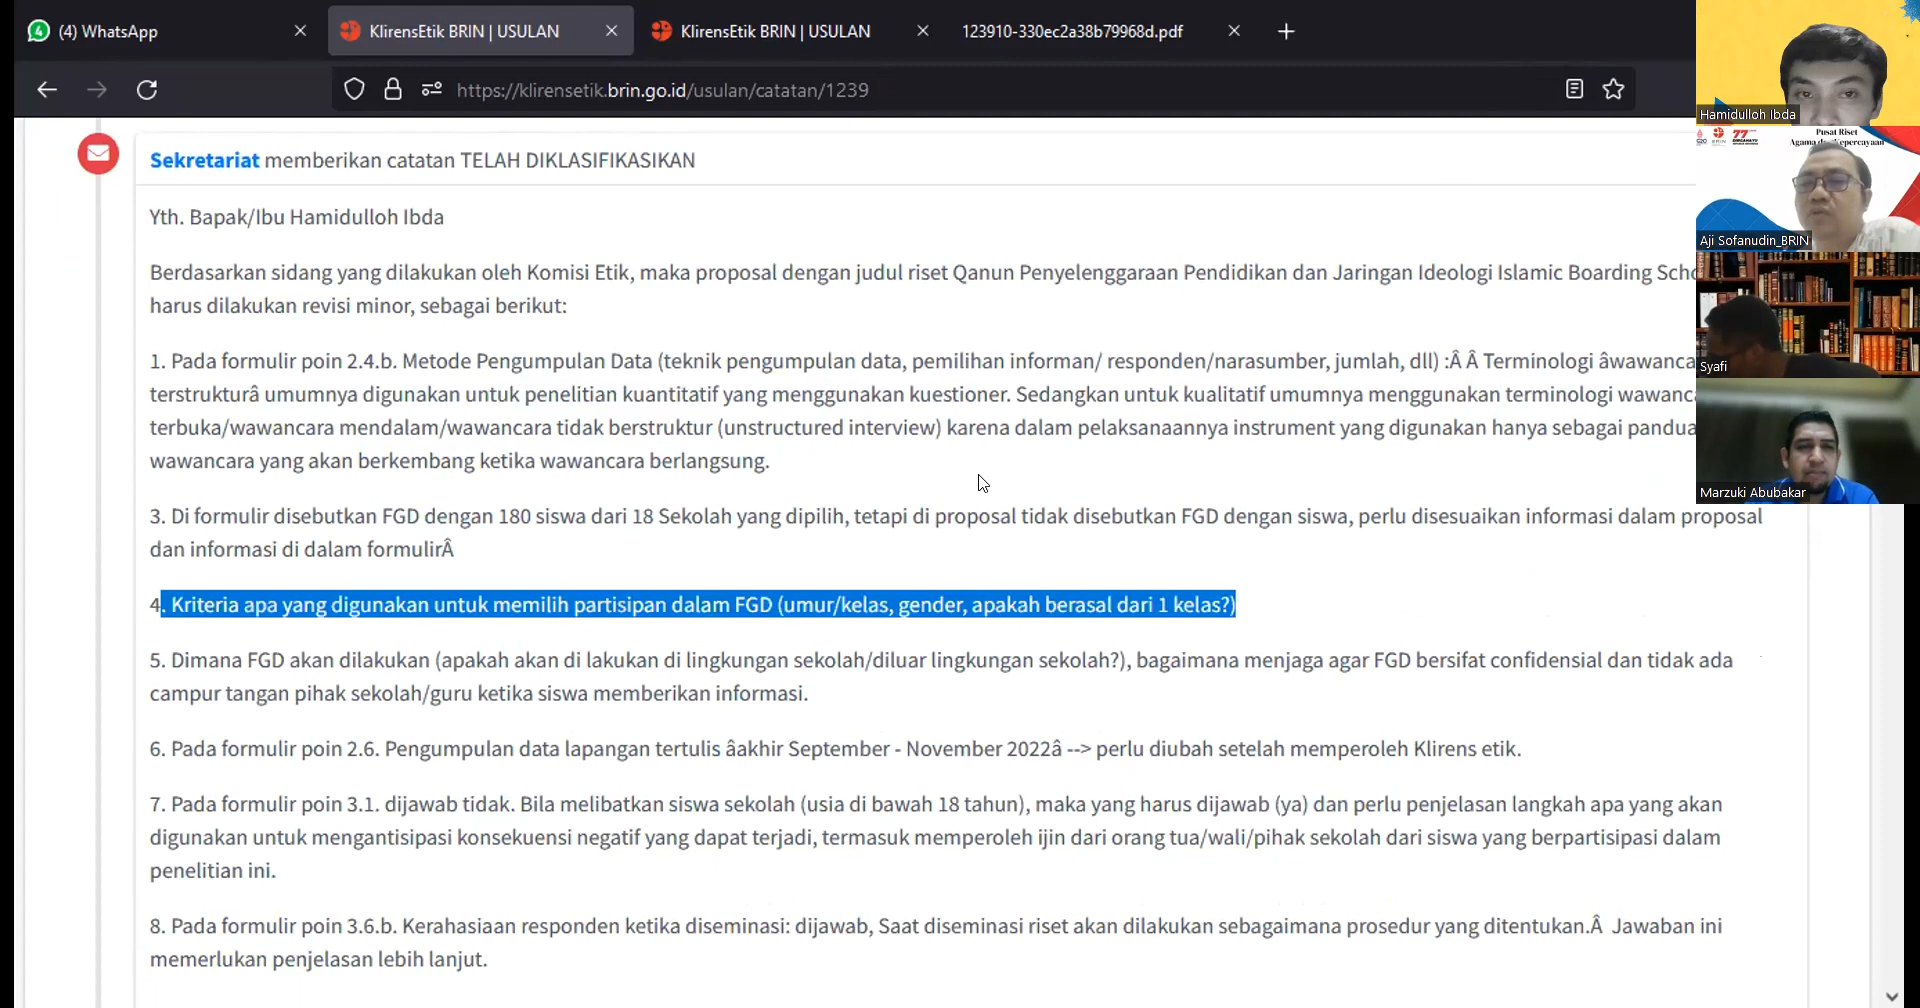 (4) WhatsApp
KlirensEtik BRIN | USULAN
KlirensEtik BRIN | USULAN
123910-330ec2a38b79968d.pdf
https://klirensetik.brin.go.id/usulan/catatan/1239
Sekretariat memberikan catatan TELAH DIKLASIFIKASIKAN
Yth. Bapak/Ibu Hamidulloh Ibda
Berdasarkan sidang yang dilakukan oleh Komisi Etik, maka proposal dengan judul riset Qanun Penyelenggaraan Pendidikan dan Jaringan Ideologi Islamic Boarding
harus dilakukan revisi minor, sebagai berikut:
1. Pada formulir poin 2.4.b. Metode Pengumpulan Data (teknik pengumpulan data, pemilihan informan/ responden/narasumber, jumlah, dll) :Â Â Terminologi âwawanca
terstrukturâ umumnya digunakan untuk penelitian kuantitatif yang menggunakan kuestioner. Sedangkan untuk kualitatif umumnya menggunakan terminologi wawanc
terbuka/wawancara mendalam/wawancara tidak berstruktur (unstructured interview) karena dalam pelaksanaannya instrument yang digunakan hanya sebagai pandua
wawancara yang akan berkembang ketika wawancara berlangsung.
3. Di formulir disebutkan FGD dengan 180 siswa dari 18 Sekolah yang dipilih, tetapi di proposal tidak disebutkan FGD dengan siswa, perlu disesuaikan informasi dalam proposal
dan informasi di dalam formulirÂ
4. Kriteria apa yang digunakan untuk memilih partisipan dalam FGD (umur/kelas, gender, apakah berasal dari 1 kelas?)
5. Dimana FGD akan dilakukan (apakah akan di lakukan di lingkungan sekolah/diluar lingkungan sekolah?), bagaimana menjaga agar FGD bersifat confidensial dan tidak ada
campur tangan pihak sekolah/guru ketika siswa memberikan informasi.
6. Pada formulir poin 2.6. Pengumpulan data lapangan tertulis âakhir September - November 2022â --> perlu diubah setelah memperoleh Klirens etik.
7. Pada formulir poin 3.1. dijawab tidak. Bila melibatkan siswa sekolah (usia di bawah 18 tahun), maka yang harus dijawab (ya) dan perlu penjelasan langkah apa yang akan
digunakan untuk mengantisipasi konsekuensi negatif yang dapat terjadi, termasuk memperoleh ijin dari orang tua/wali/pihak sekolah dari siswa yang berpartisipasi dalam
penelitian ini.
8. Pada formulir poin 3.6.b. Kerahasiaan responden ketika diseminasi: dijawab, Saat diseminasi riset akan dilakukan sebagaimana prosedur yang ditentukan.Â Jawaban ini
memerlukan penjelasan lebih lanjut.
Hamidulloh Ibda
Pusat Riset
77
Aji Sofanudin_BRIN
Syafi
Marzuki Abubakar